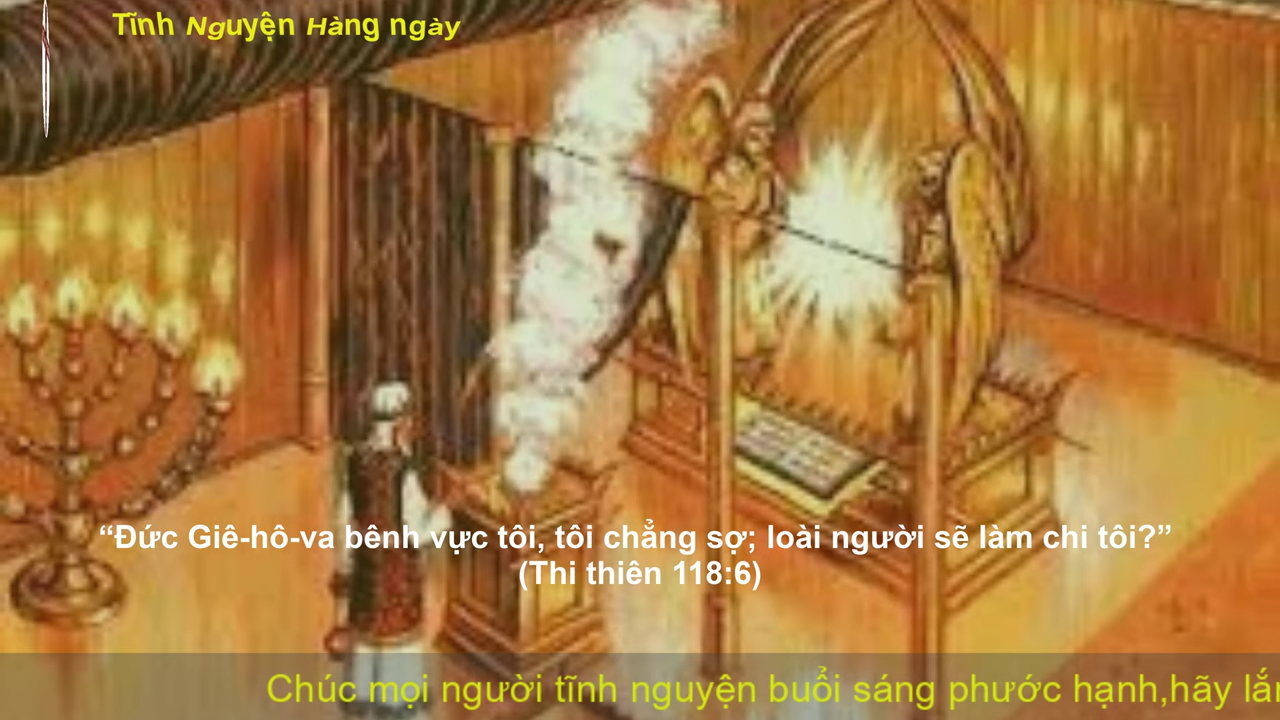 Tĩnh Nguyện Hàng ngày
“Đức Giê-hô-va bênh vực tôi, tôi chẳng sợ; loài người sẽ làm chi tôi?”
(Thi thiên 118:6)
Chúc mọi người tĩnh nguyện buổi sáng phước hạnh,hãy